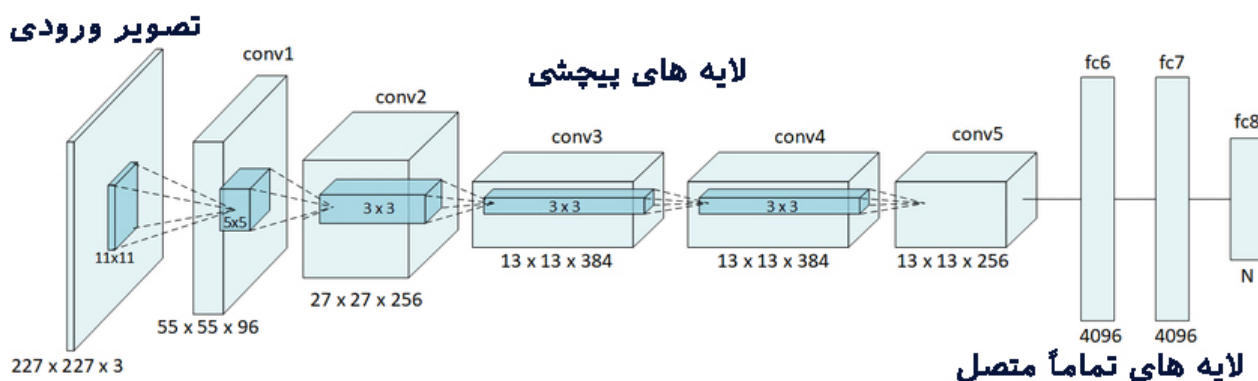 تصویر ورودی
conv1
لایه های پیچشی
conv2
conv3
conv4
conv5
fc6
fc7
fc8
11x11
5x5
3 x 3
3 x 3
3 x 3
227 x 227 x 3
55 x 55 x 96
27 x 27 x 256
13 x 13 x 384
13 x 13 x 384
13 x 13 x 256
4096
4096
N
لایه های تماماً متصل